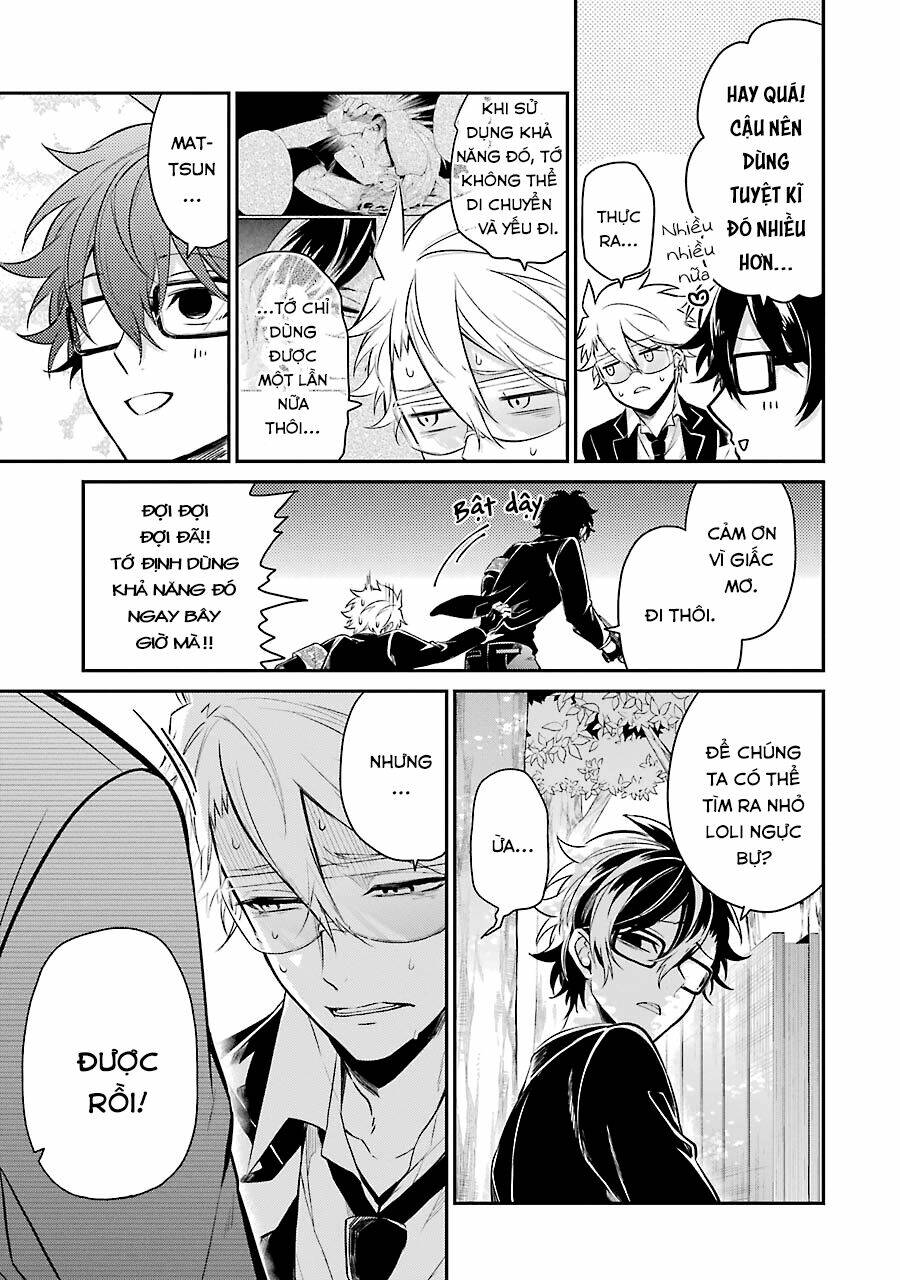 HAY QUÁ!
CẬU NÊN
DÙNG
TUYỆT KĨ
ĐÓ NHIỀU
HƠN...
Nhiều
nhiều
nữa
THỰC
RA...
KHI SỬ
DỤNG KHẢ
NĂNG ĐÓ, TỚ
KHÔNG THỂ
DI CHUYỂN
VÀ YẾU ĐI.
...TỚ CHỈ
DÙNG
ĐƯỢC
MỘT LẦN
NỮA
THÔI...
MAT-
TSUN
...
CẢM ƠN
VÌ GIẤC
MƠ.
ĐI THÔI.
Bật dậy
ĐỢI ĐỢI
ĐỢI ĐÃ!!
TỚ ĐỊNH DÙNG
KHẢ NĂNG ĐÓ
NGAY BÂY
GIỜ MÀ!!
ĐỂ CHÚNG
TA CÓ THỂ
TÌM RA NHỎ
LOLI NGỰC
BỰ?
ỪA...
NHƯNG
...
ĐƯỢC
RỒI!